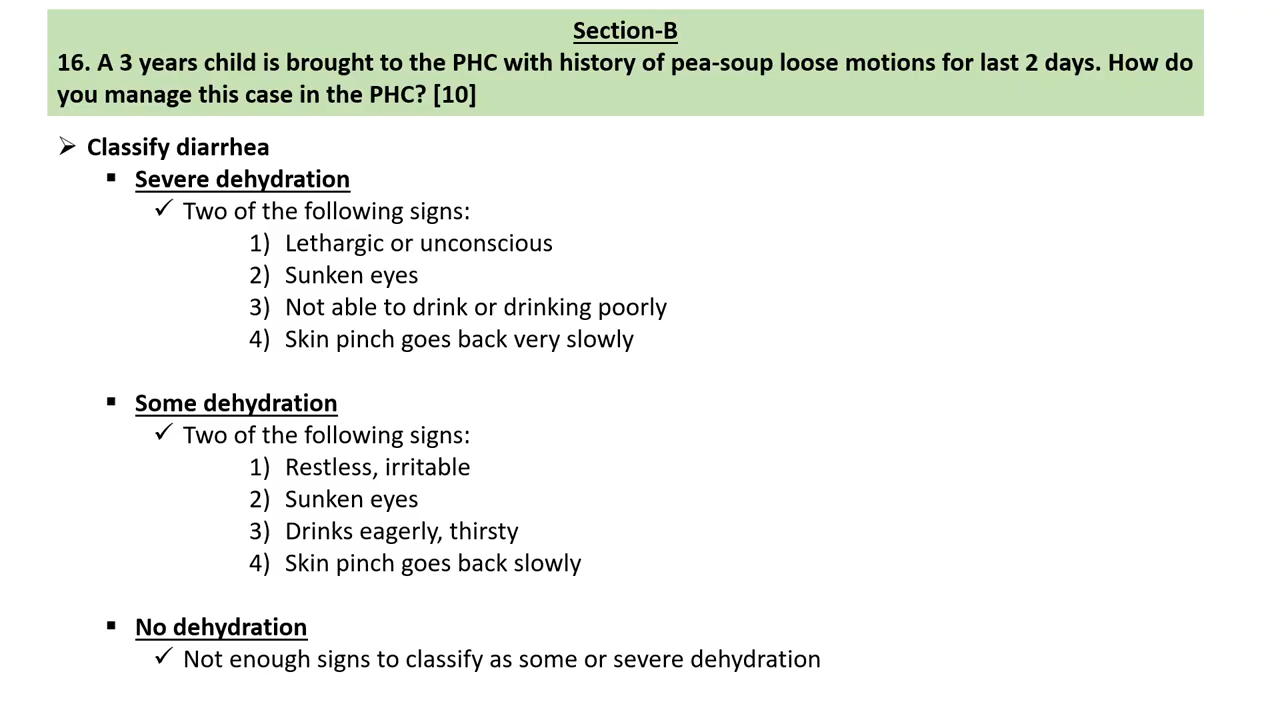 Section-B
16. A 3 years child is brought to the PHC with history of pea-soup loose motions for last 2 days. How do
you manage this case in the PHC? [10]
➢ Classify diarrhea
▪ Severe dehydration
✓ Two of the following signs:
1) Lethargic or unconscious
2) Sunken eyes
3) Not able to drink or drinking poorly
4) Skin pinch goes back very slowly
▪ Some dehydration
✓ Two of the following signs:
1) Restless, irritable
2) Sunken eyes
3) Drinks eagerly, thirsty
4) Skin pinch goes back slowly
▪ No dehydration
✓ Not enough signs to classify as some or severe dehydration